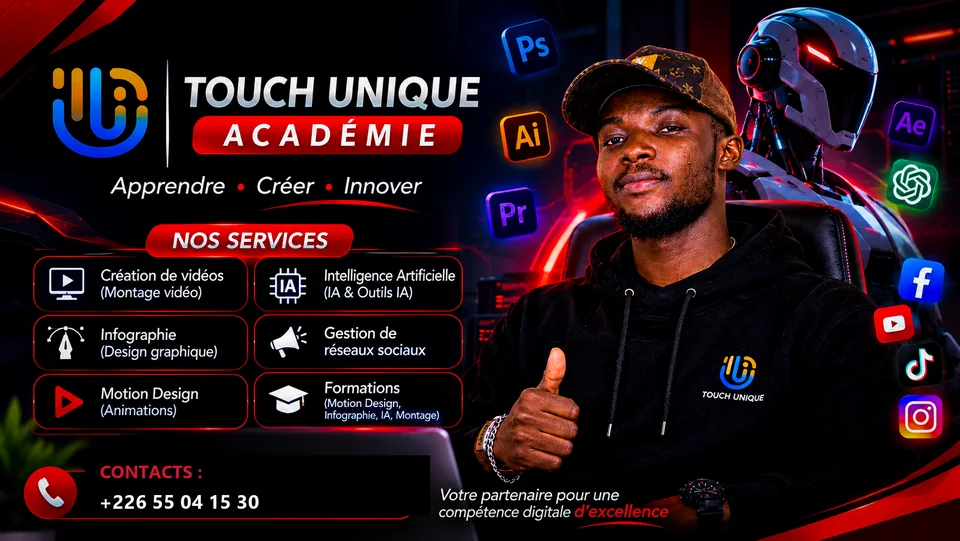 TOUCH UNIQUE
ACADÉMIE
Apprendre • Créer • Innover
NOS SERVICES
Création de vidéos
(Montage vidéo)
IA
Intelligence Artificielle
(IA & Outils IA)
Infographie
(Design graphique)
Gestion de
réseaux sociaux
Motion Design
(Animations)
Formations
(Motion Design,
Infographie, IA, Montage)
CONTACTS :
+226 55 04 15 30
Ps
Ai
Pr
Ae
TOUCH UNIQUE
Votre partenaire pour une
compétence digitale d'excellence